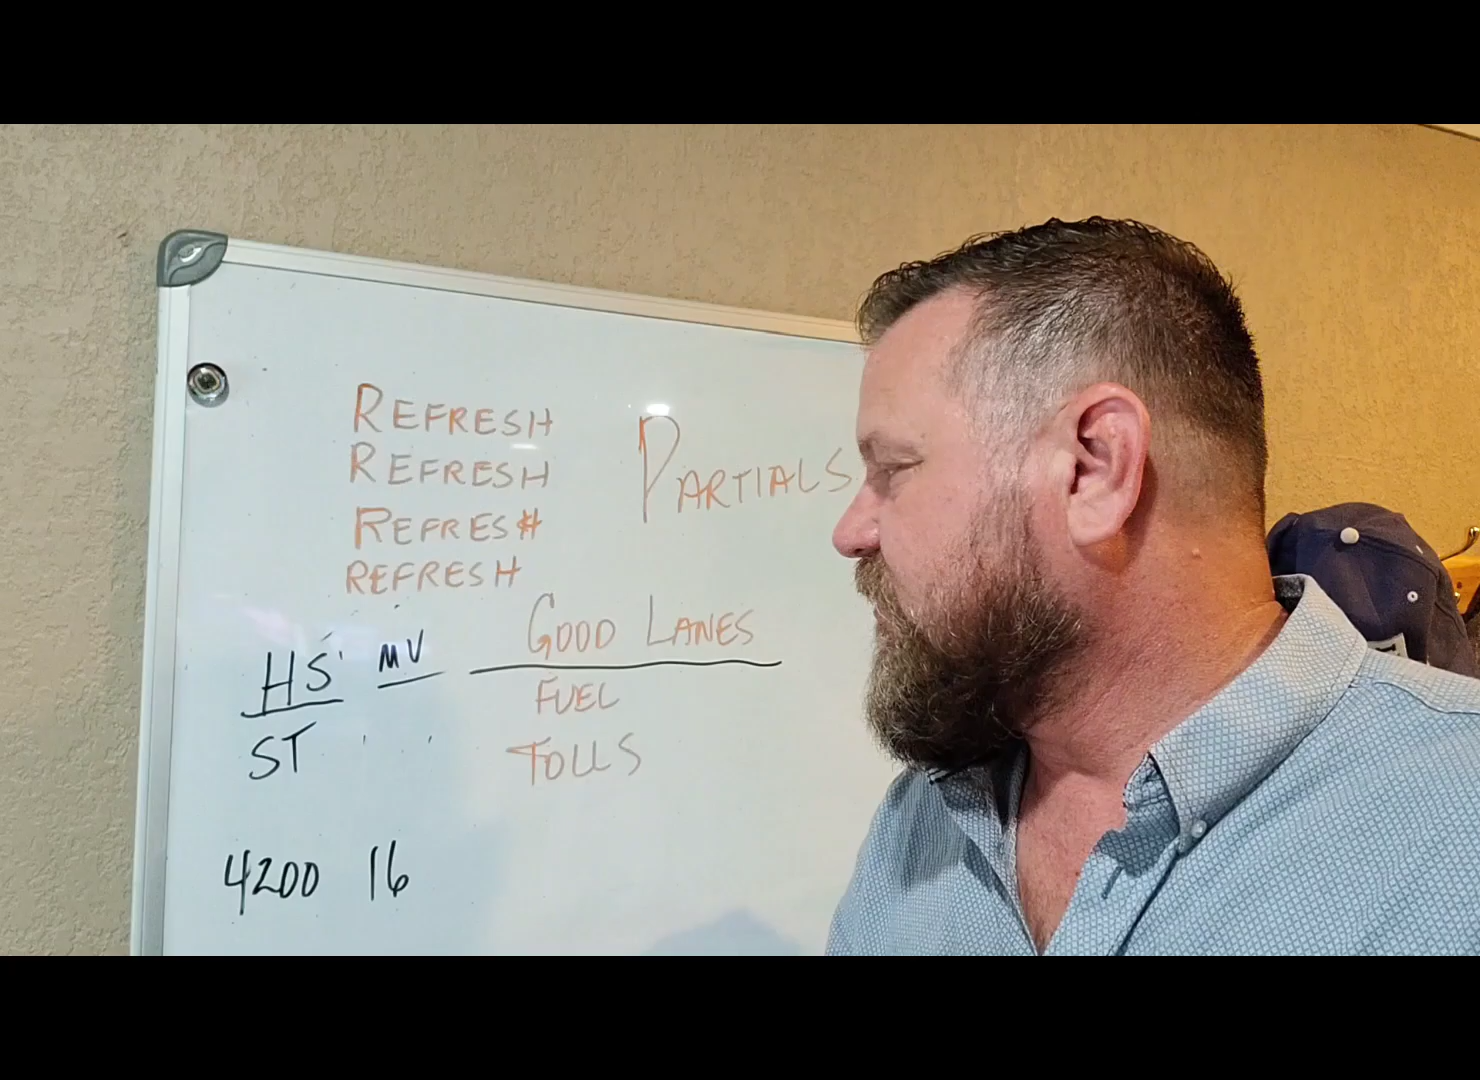 REFRESH
REFRESH
PARTIALS
REFRESH
REFRESH
GOOD LANES
HS' MV
FUEL
ST
TOLLS
4200 16